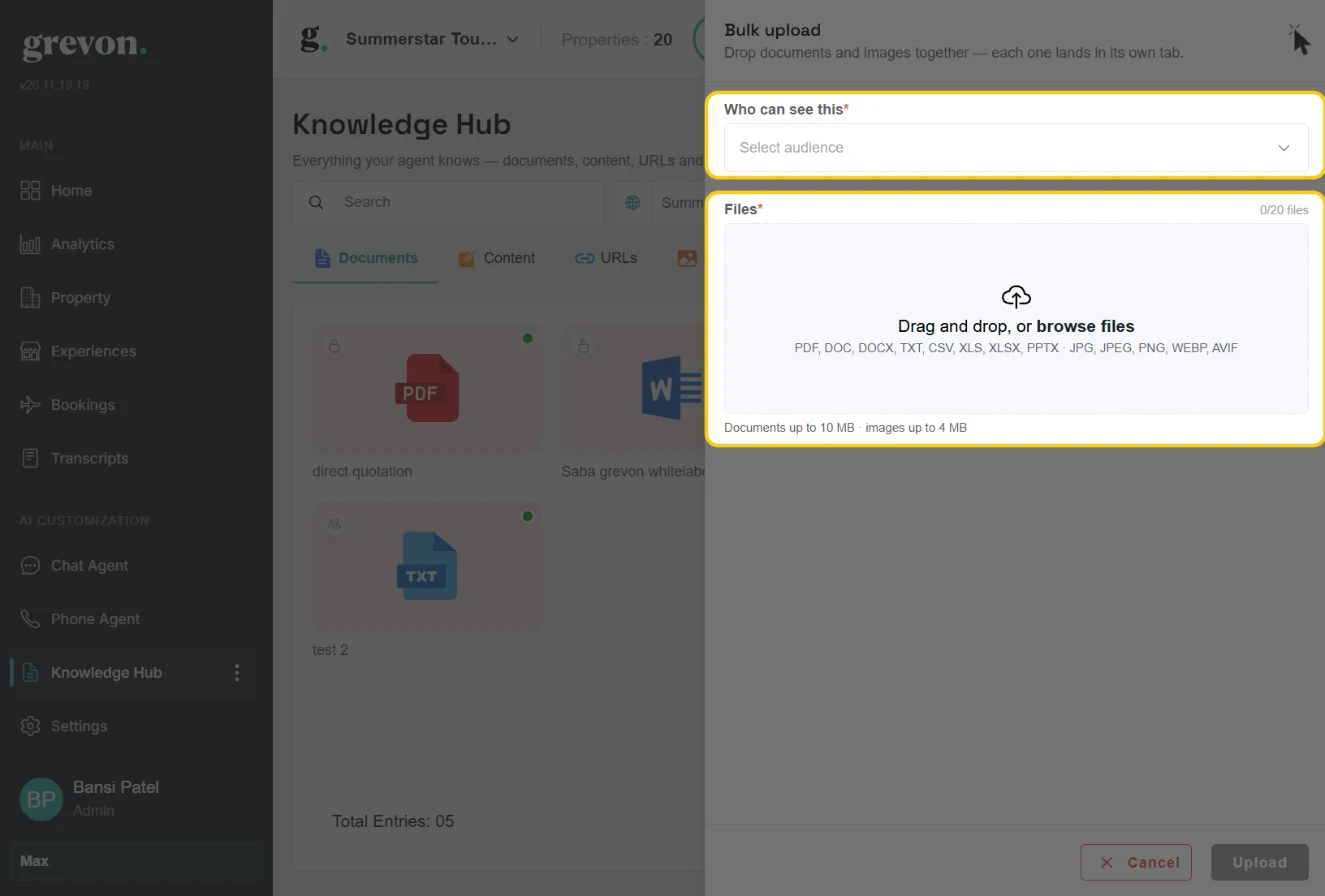 grevon.
v26.11.19.19
MAIN
Home
Analytics
Property
Experiences
Bookings
Transcripts
AI CUSTOMIZATION
Chat Agent
Phone Agent
Knowledge Hub
Settings
BP
Bansi Patel
Admin
Max
g.
Summerstar Tou...
Properties : 20
Knowledge Hub
Everything your agent knows — documents, content, URLs and
Search
Summ
Documents
Content
URLs
PDF
direct quotation
W
Saba grevon whitelabe
TXT
test 2
Total Entries: 05
Bulk upload
Drop documents and images together — each one lands in its own tab.
Who can see this*
Select audience
Files*
0/20 files
Drag and drop, or browse files
PDF, DOC, DOCX, TXT, CSV, XLS, XLSX, PPTX · JPG, JPEG, PNG, WEBP, AVIF
Documents up to 10 MB · images up to 4 MB
Cancel
Upload